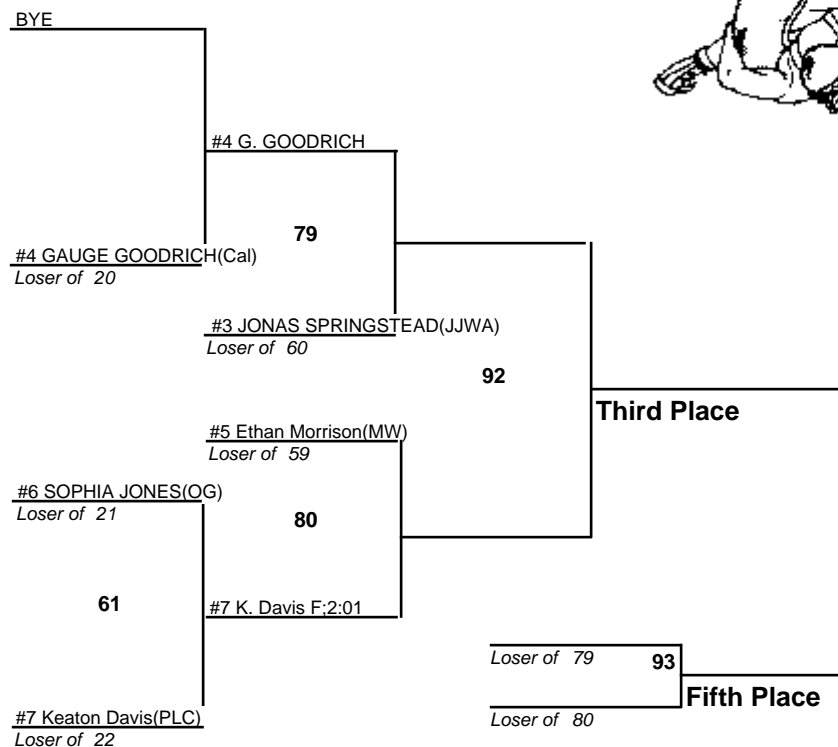 BYE
#4 G. GOODRICH
79
#4 GAUGE GOODRICH(Cal)
Loser of 20
#3 JONAS SPRINGSTEAD(JJWA)
Loser of 60
92
Third Place
#5 Ethan Morrison(MW)
Loser of 59
#6 SOPHIA JONES(OG)
Loser of 21
80
61
#7 K. Davis F;2:01
Loser of 79
93
Fifth Place
#7 Keaton Davis(PLC)
Loser of 22
Loser of 80